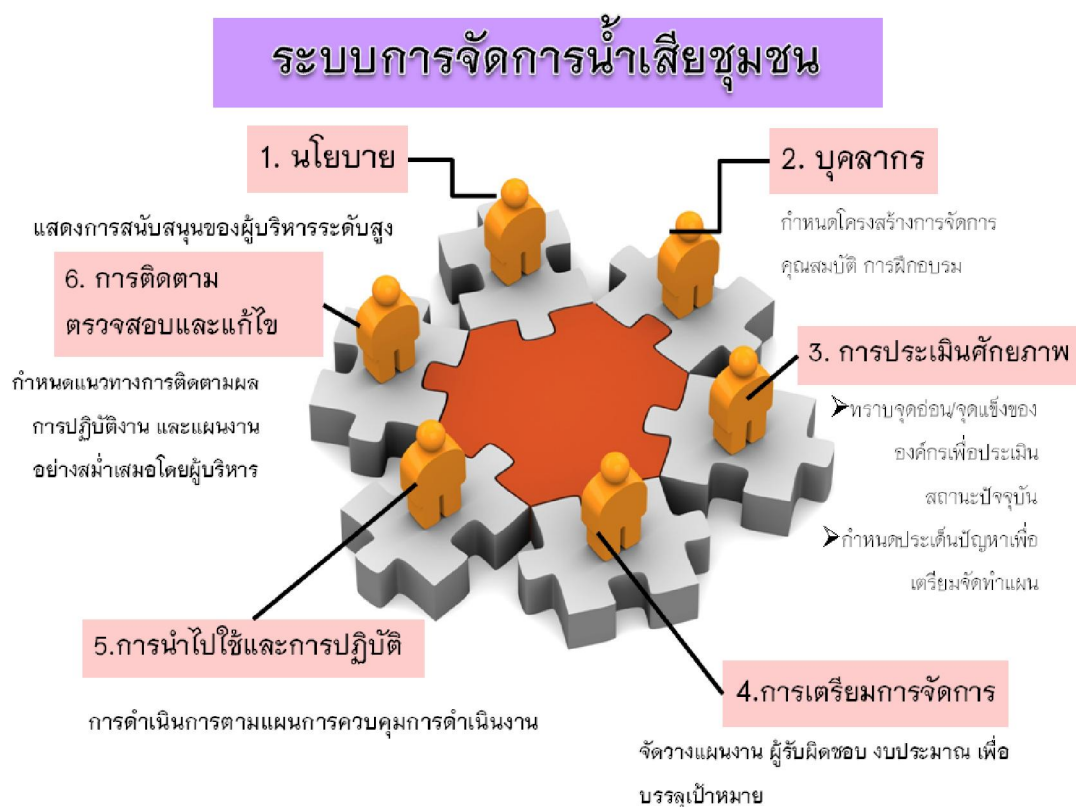 ระบบการจัดการน้ำเสียชุมชน
1. นโยบาย
แสดงการสนับสนุนของผู้บริหารระดับสูง
2. บุคลากร
กำหนดโครงสร้างการจัดการ
คุณสมบัติ การฝึกอบรม
3. การประเมินศักยภาพ
➢ทราบจุดอ่อน/จุดแข็งของ
องค์กรเพื่อประเมิน
สถานะปัจจุบัน
➢กำหนดประเด็นปัญหาเพื่อ
เตรียมจัดทำแผน
4.การเตรียมการจัดการ
จัดวางแผนงาน ผู้รับผิดชอบ งบประมาณ เพื่อ
บรรลุเป้าหมาย
5.การนำไปใช้และการปฏิบัติ
การดำเนินการตามแผนการควบคุมการดำเนินงาน
6. การติดตาม
ตรวจสอบและแก้ไข
กำหนดแนวทางการติดตามผล
การปฏิบัติงาน และแผนงาน
อย่างสม่ำเสมอโดยผู้บริหาร